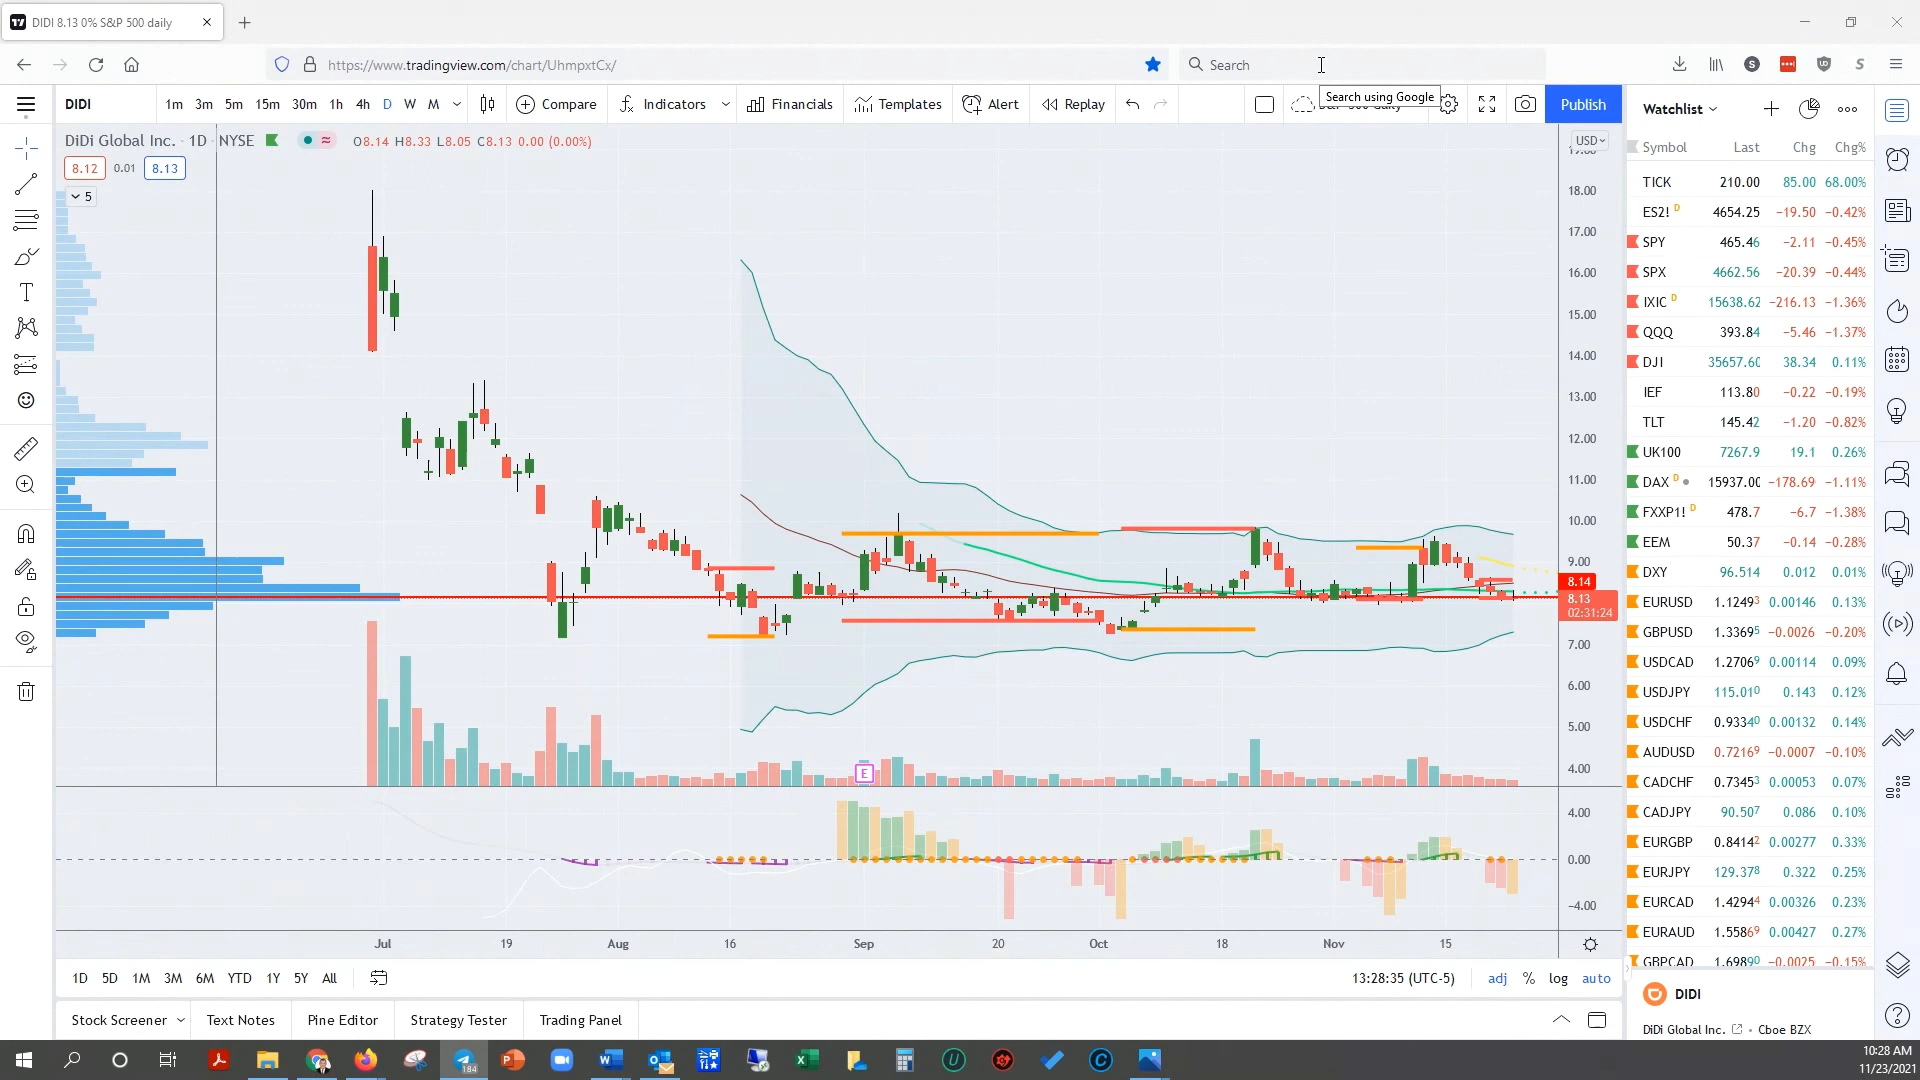 DIDI 8.13 0% S&P 500 daily
https://www.tradingview.com/chart/UhmpxtCx/
Search
DIDI
1m 3m 5m 15m 30m 1h 4h D W M
Compare
Indicators
Financials
Templates
Alert
Replay
Search using Google
Publish
DiDi Global Inc. · 1D · NYSE
O8.14 H8.33 L8.05 C8.13 0.00 (0.00%)
8.12 0.01 8.13
5
USD
18.00
17.00
16.00
15.00
14.00
13.00
12.00
11.00
10.00
9.00
8.14
8.13
02:31:24
7.00
6.00
5.00
4.00
E
4.00
0.00
−4.00
Jul 19 Aug 16 Sep 20 Oct 18 Nov 15
1D 5D 1M 3M 6M YTD 1Y 5Y All
13:28:35 (UTC-5) adj % log auto
Stock Screener Text Notes Pine Editor Strategy Tester Trading Panel
Watchlist
Symbol Last Chg Chg%
TICK 210.00 85.00 68.00%
ES2! D 4654.25 −19.50 −0.42%
SPY 465.46 −2.11 −0.45%
SPX 4662.56 −20.39 −0.44%
IXIC D 15638.62 −216.13 −1.36%
QQQ 393.84 −5.46 −1.37%
DJI 35657.60 38.34 0.11%
IEF 113.80 −0.22 −0.19%
TLT 145.42 −1.20 −0.82%
UK100 7267.9 19.1 0.26%
DAX D 15937.00 −178.69 −1.11%
FXXP1! D 478.7 −6.7 −1.38%
EEM 50.37 −0.14 −0.28%
DXY 96.514 0.012 0.01%
EURUSD 1.12493 0.00146 0.13%
GBPUSD 1.33695 −0.0026 −0.20%
USDCAD 1.27069 0.00114 0.09%
USDJPY 115.010 0.143 0.12%
USDCHF 0.93340 0.00132 0.14%
AUDUSD 0.72169 −0.0007 −0.10%
CADCHF 0.73453 0.00053 0.07%
CADJPY 90.507 0.086 0.10%
EURGBP 0.84142 0.00277 0.33%
EURJPY 129.378 0.322 0.25%
EURCAD 1.42944 0.00326 0.23%
EURAUD 1.55869 0.00427 0.27%
GBPCAD 1.69890 −0.0025 −0.15%
DIDI
DiDi Global Inc. • Cboe BZX
184
10:28 AM
11/23/2021